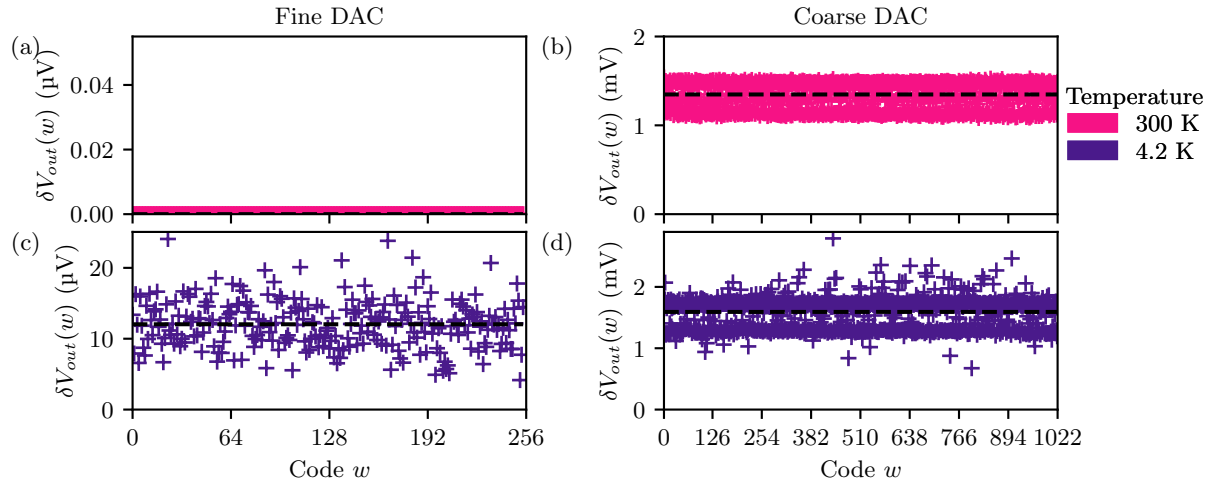 Fine DAC
Coarse DAC
(a)
δV_out(w) (µV)
0.04
0.02
0.00
(b)
δV_out(w) (mV)
2
1
0
Temperature
300 K
4.2 K
(c)
δV_out(w) (µV)
20
10
0
0 64 128 192 256
Code w
(d)
δV_out(w) (mV)
2
1
0
0 126 254 382 510 638 766 894 1022
Code w